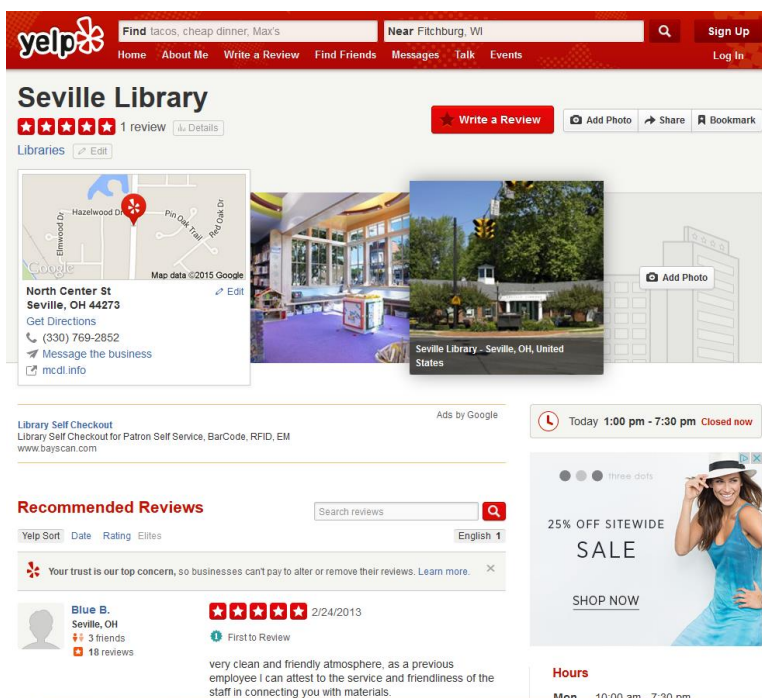 yelp
Find tacos, cheap dinner, Max's
Near Fitchburg, WI
Sign Up
Home About Me Write a Review Find Friends Messages Talk Events
Log In
Seville Library
1 review Details
Write a Review
Add Photo Share Bookmark
Libraries Edit
Hazelwood Dr
Elmwood Dr
Pin Oak Trail
Red Oak Dr
Google
Map data ©2015 Google
North Center St
Edit
Seville, OH 44273
Get Directions
(330) 769-2852
Message the business
mcdl.info
Seville Library - Seville, OH, United
States
Add Photo
Library Self Checkout
Ads by Google
Library Self Checkout for Patron Self Service, BarCode, RFID, EM
www.bayscan.com
Today 1:00 pm - 7:30 pm Closed now
three dots
25% OFF SITEWIDE
SALE
SHOP NOW
Recommended Reviews
Search reviews
Yelp Sort Date Rating Elites
English 1
Your trust is our top concern, so businesses can't pay to alter or remove their reviews. Learn more.
Blue B.
Seville, OH
3 friends
18 reviews
2/24/2013
First to Review
very clean and friendly atmosphere, as a previous
employee I can attest to the service and friendliness of the
staff in connecting you with materials.
Hours
Mon 10:00 am - 7:30 pm